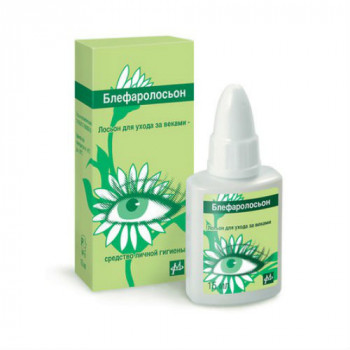 Блефаролосьон
Лосьон для ухода за веками -
средство личной гигиены
Блефаролосьон
Лосьон для ухода за веками